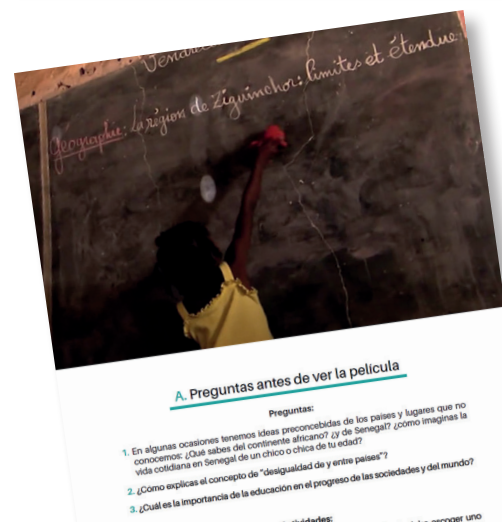 Géographie: La région de Ziguinchor: limites et étendue.
A. Preguntas antes de ver la película
Preguntas:
1. En algunas ocasiones tenemos ideas preconcebidas de los países y lugares que no
conocemos: ¿Qué sabes del continente africano? ¿y de Senegal? ¿cómo imaginas la
vida cotidiana en Senegal de un chico o chica de tu edad?
2. ¿Cómo explicas el concepto de "desigualdad de y entre países"?
3. ¿Cuál es la importancia de la educación en el progreso de las sociedades y del mundo?